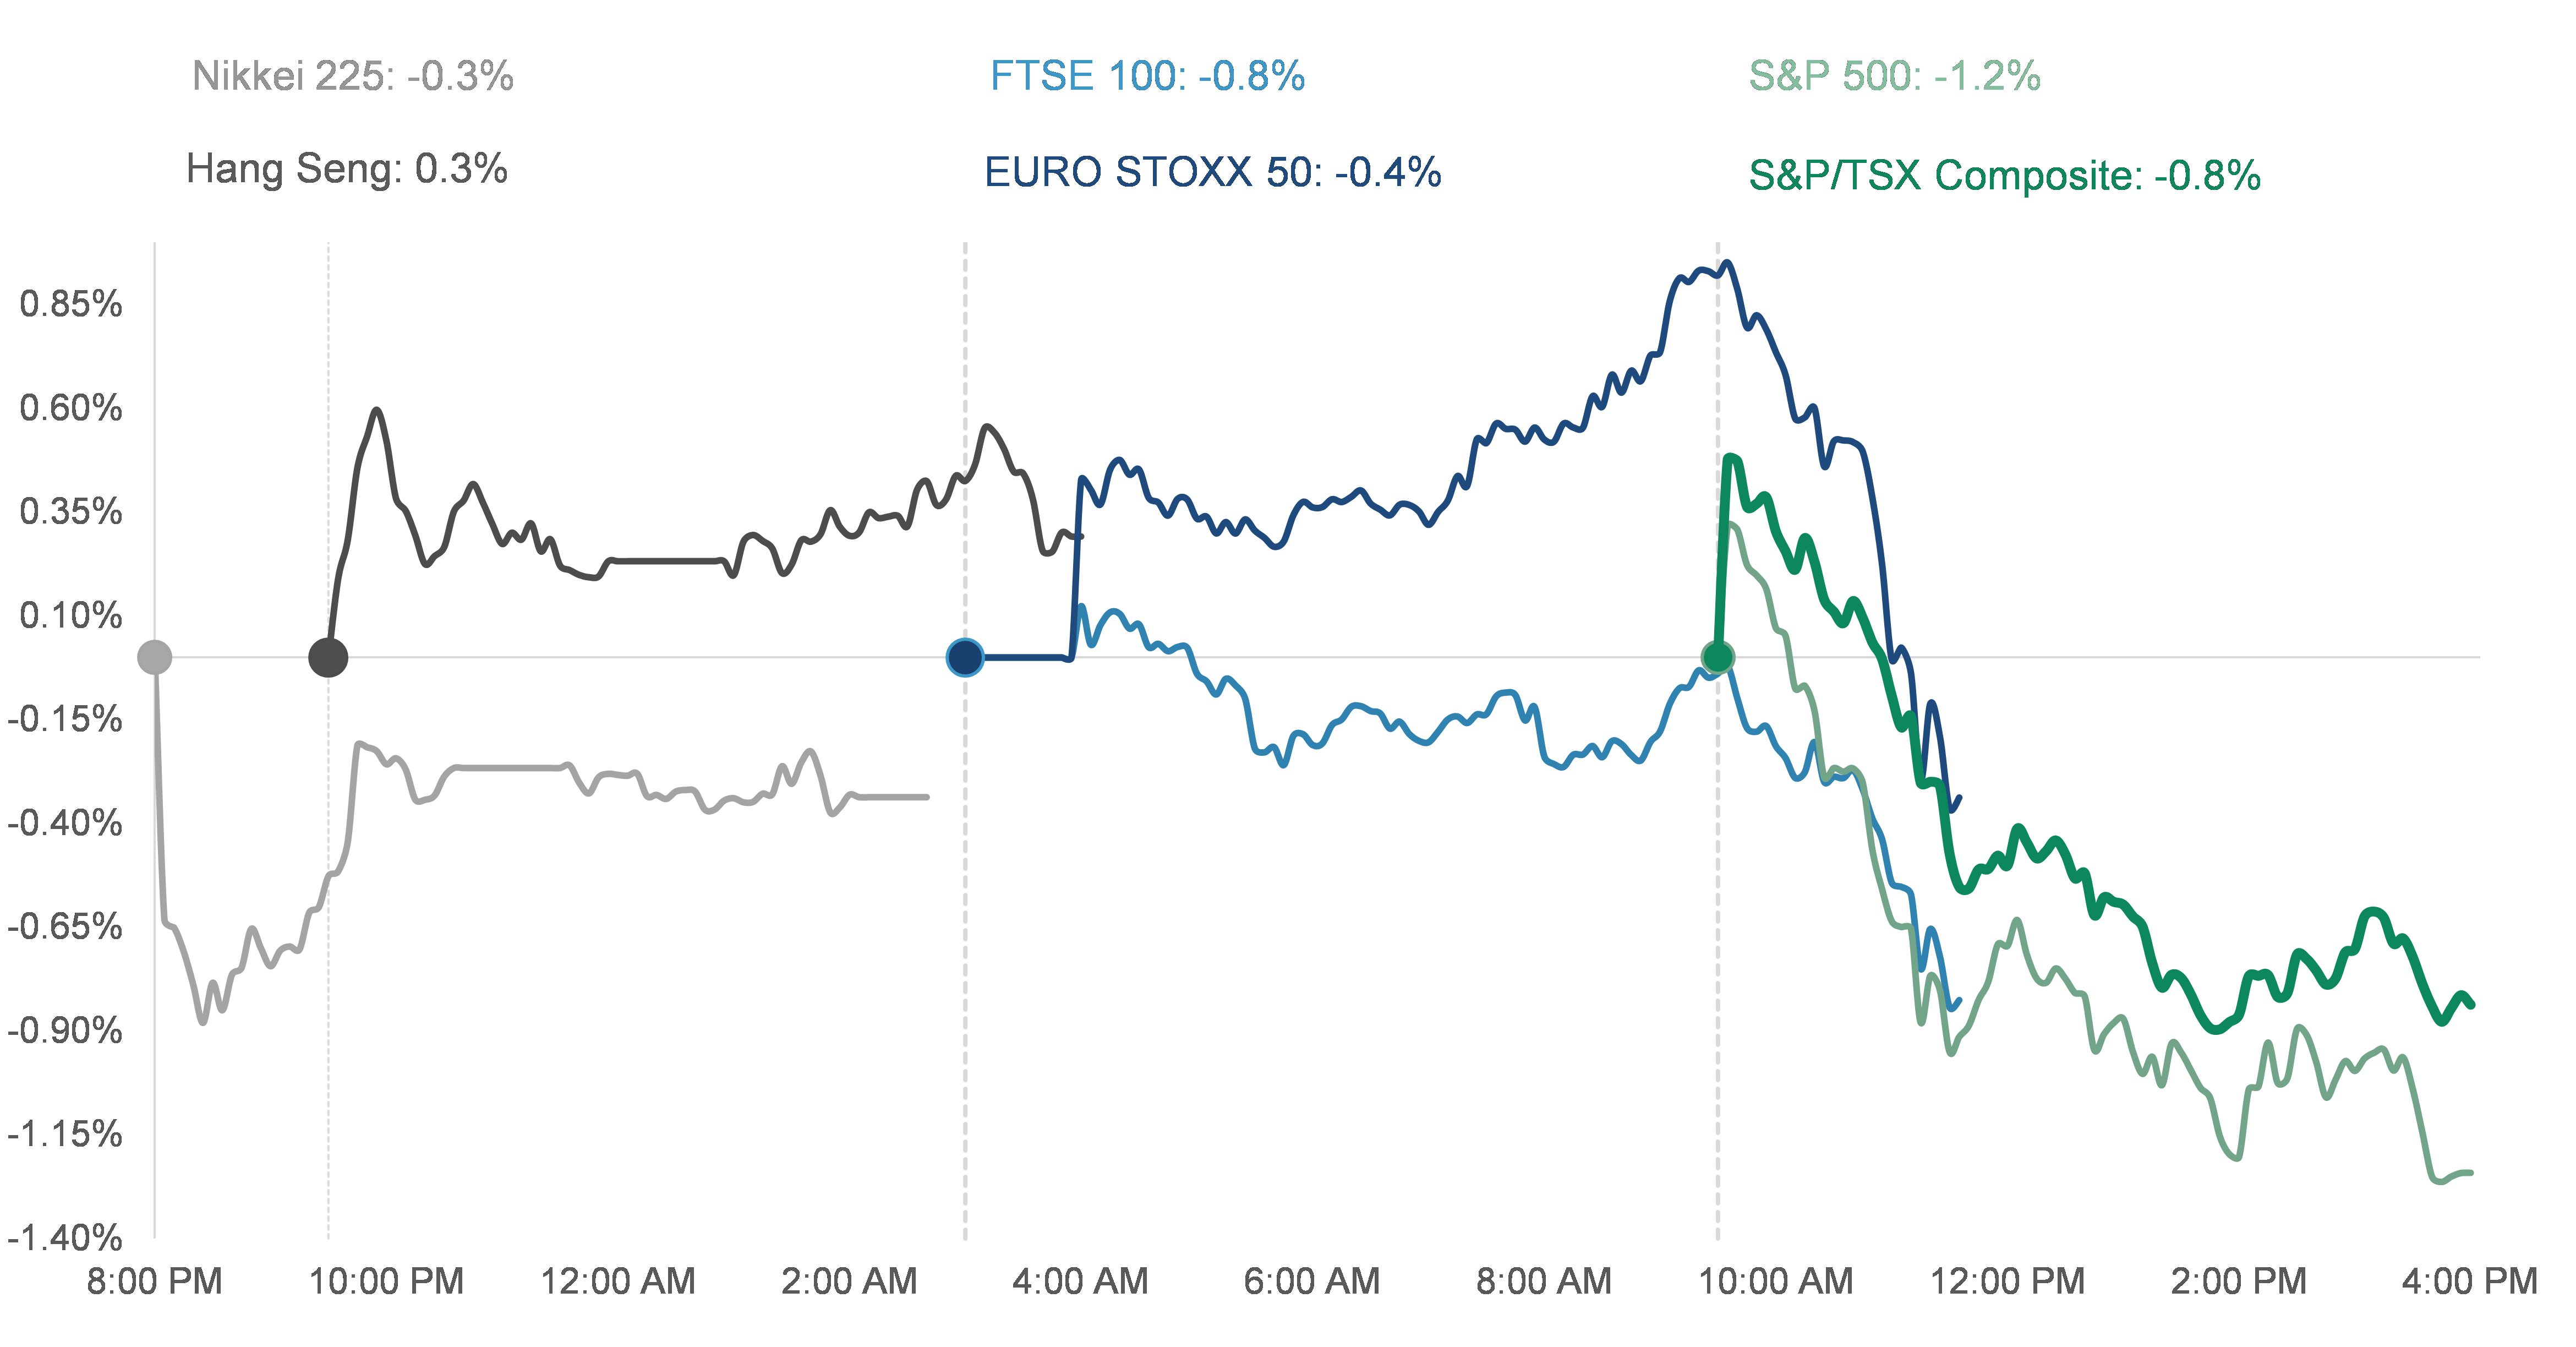 Nikkei 225: -0.3%
FTSE 100: -0.8%
S&P 500: -1.2%
Hang Seng: 0.3%
EURO STOXX 50: -0.4%
S&P/TSX Composite: -0.8%
0.85%
0.60%
0.35%
0.10%
-0.15%
-0.40%
-0.65%
-0.90%
-1.15%
-1.40%
8:00 PM 10:00 PM 12:00 AM 2:00 AM 4:00 AM 6:00 AM 8:00 AM 10:00 AM 12:00 PM 2:00 PM 4:00 PM